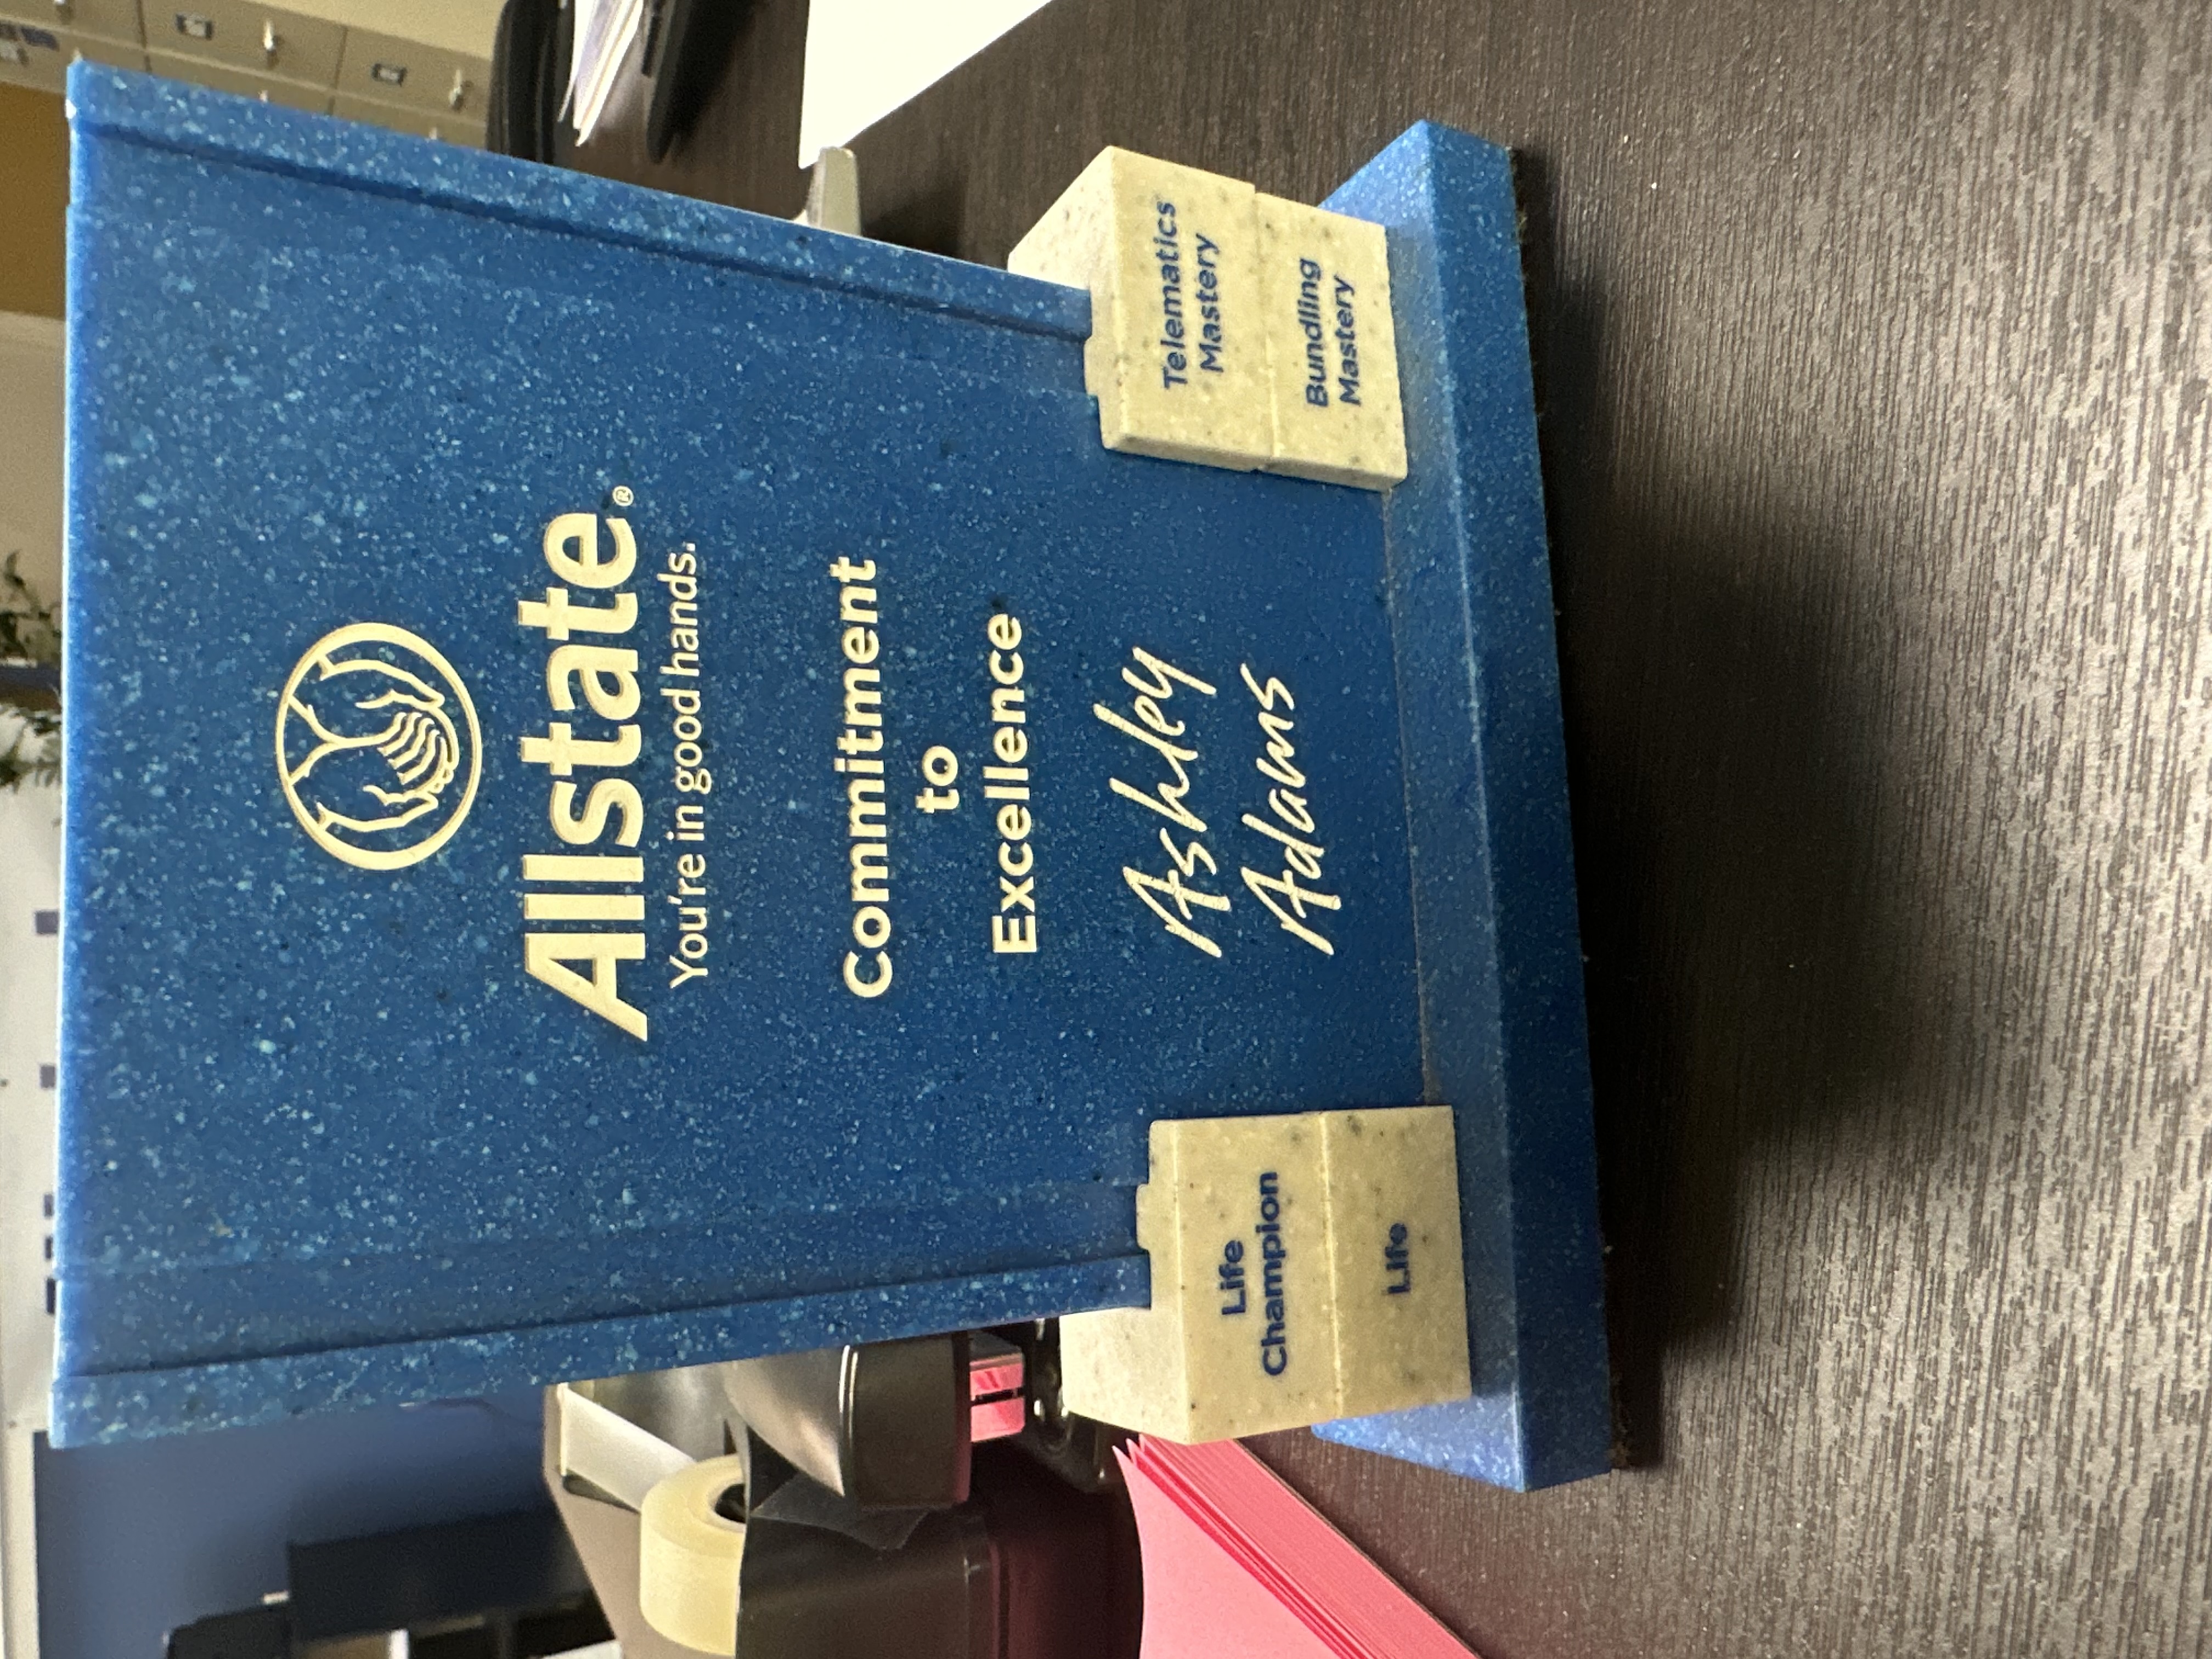 Allstate®
You're in good hands.
Commitment
to
Excellence
Ashley
Adams
Life
Champion
Life
Telematics
Mastery
Bundling
Mastery